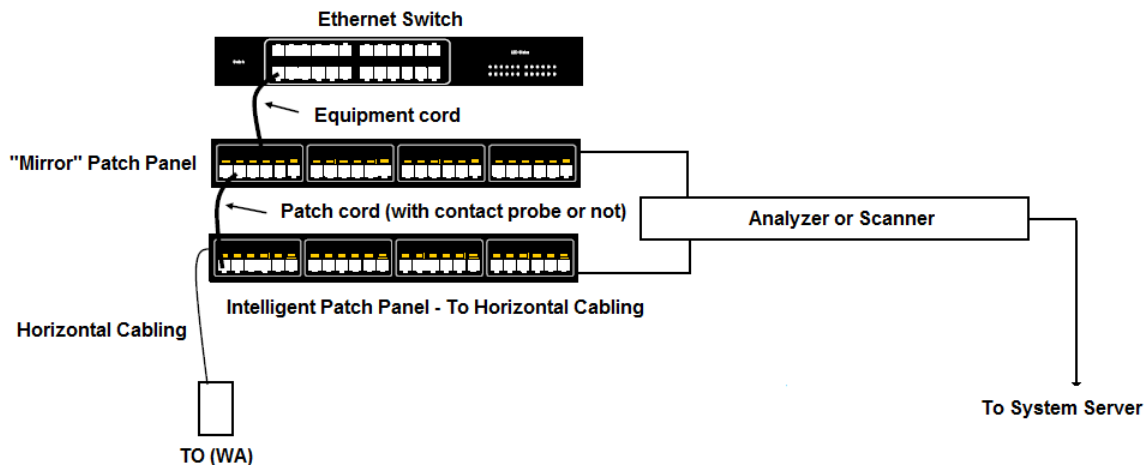 Ethernet Switch
Equipment cord
"Mirror" Patch Panel
Patch cord (with contact probe or not)
Analyzer or Scanner
Intelligent Patch Panel - To Horizontal Cabling
Horizontal Cabling
To System Server
TO (WA)